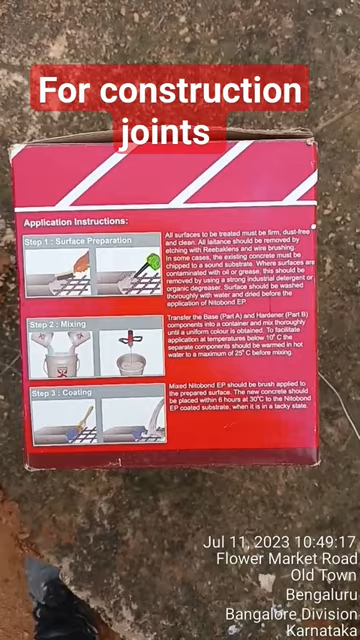 For construction
joints
Application Instructions:
Step 1 : Surface Preparation
All surfaces to be treated must be firm, dust-free
and clean. All laitance should be removed by
etching with Reebaklens and wire brushing.
In some cases, the existing concrete must be
chipped to a sound substrate. Where surfaces are
contaminated with oil or grease, this should be
removed by using a strong industrial detergent or
organic degreaser. Surface should be washed
thoroughly with water and dried before the
application of Nitobond EP.
Step 2 : Mixing
Transfer the Base (Part A) and Hardener (Part B)
components into a container and mix thoroughly
until a uniform colour is obtained. To facilitate
application at temperatures below 10° C the
separate components should be warmed in hot
water to a maximum of 25° C before mixing.
Step 3 : Coating
Mixed Nitobond EP should be brush applied to
the prepared surface. The new concrete should
be placed within 6 hours at 30°C to the Nitobond
EP coated substrate, when it is in a tacky state.
Jul 11, 2023 10:49:17
Flower Market Road
Old Town
Bengaluru
Bangalore Division
Karnataka